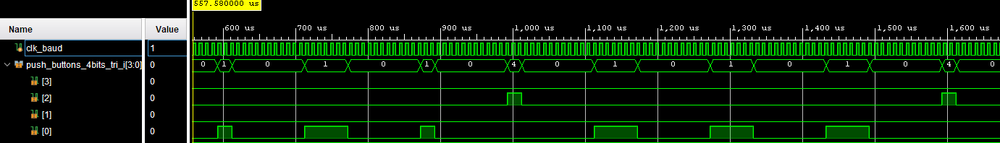 557.580000 us
Name Value
600 us 700 us 800 us 900 us 1,000 us 1,100 us 1,200 us 1,300 us 1,400 us 1,500 us 1,600 us
clk_baud 1
push_buttons_4bits_tri_i[3:0] 0 0 1 0 1 0 1 0 4 0 1 0 1 0 1 0 4 0
[3] 0
[2] 0
[1] 0
[0] 0